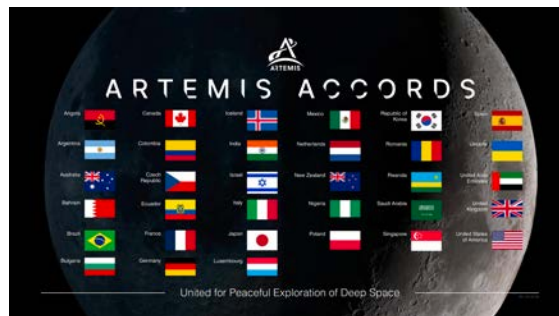 ARTEMIS
ARTEMIS ACCORDS
Angola
Canada
Iceland
Mexico
Republic of
Korea
Spain
Argentina
Colombia
India
Netherlands
Romania
Ukraine
Australia
Czech
Republic
Israel
New Zealand
Rwanda
United Arab
Emirates
Bahrain
Ecuador
Italy
Nigeria
Saudi Arabia
United
Kingdom
Brazil
France
Japan
Poland
Singapore
United States
of America
Bulgaria
Germany
Luxembourg
United for Peaceful Exploration of Deep Space